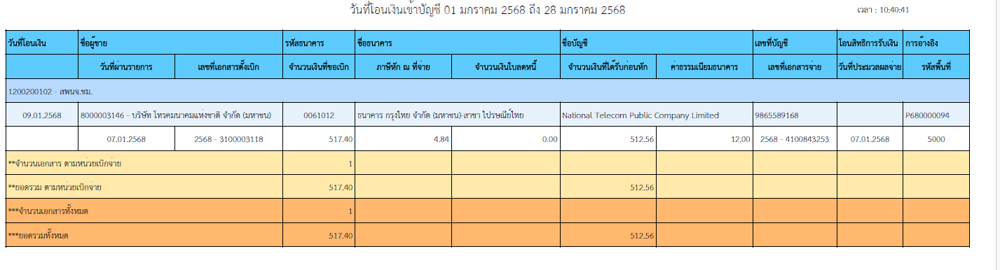 วันที่โอนเงินเข้าบัญชี 01 มกราคม 2568 ถึง 28 มกราคม 2568 เวลา : 10:40:41
วันที่โอนเงิน ชื่อผู้ขาย รหัสธนาคาร ชื่อธนาคาร ชื่อบัญชี เลขที่บัญชี โอนสิทธิการรับเงิน การอ้างอิง
วันที่ผ่านรายการ เลขที่เอกสารตั้งเบิก จำนวนเงินที่ขอเบิก ภาษีหัก ณ ที่จ่าย จำนวนเงินใบลดหนี้ จำนวนเงินที่ได้รับก่อนหัก ค่าธรรมเนียมธนาคาร เลขที่เอกสารจ่าย วันที่ประมวลผลจ่าย รหัสพื้นที่
1200200102 - สพนจ.ชม.
09.01.2568 8000003146 - บริษัท โทรคมนาคมแห่งชาติ จำกัด (มหาชน) 0061012 ธนาคาร กรุงไทย จำกัด (มหาชน)-สาขา ไปรษณีย์ไทย National Telecom Public Company Limited 9865589168 P680000094
07.01.2568 2568 - 3100003118 517.40 4.84 0.00 512.56 12.00 2568 - 4100843253 07.01.2568 5000
**จำนวนเอกสาร ตามหน่วยเบิกจ่าย 1
**ยอดรวม ตามหน่วยเบิกจ่าย 517.40 512.56
***จำนวนเอกสารทั้งหมด 1
***ยอดรวมทั้งหมด 517.40 512.56